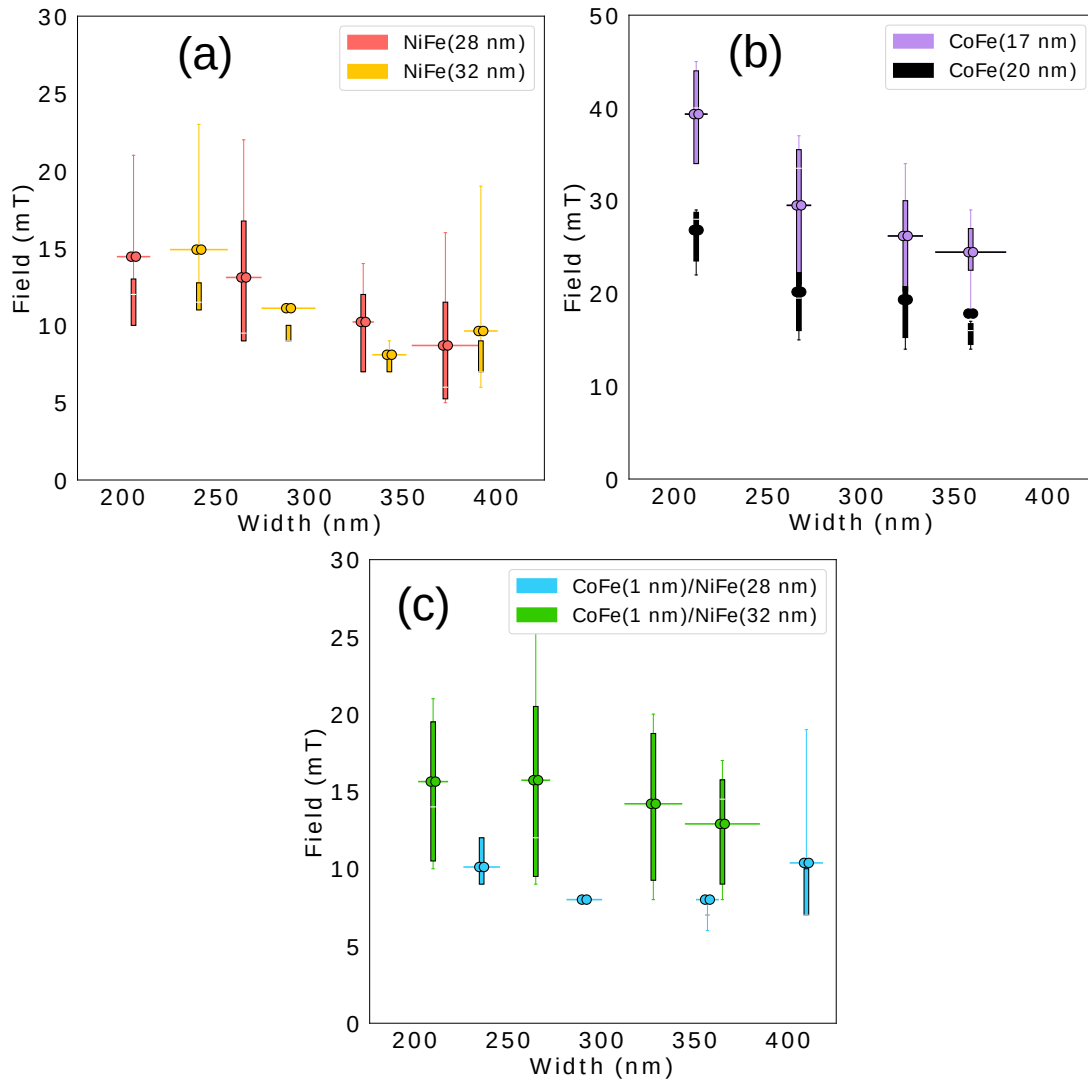 (a)
NiFe(28 nm)
NiFe(32 nm)
Field (mT)
30
25
20
15
10
5
0
200 250 300 350 400
Width (nm)
(b)
CoFe(17 nm)
CoFe(20 nm)
Field (mT)
50
40
30
20
10
0
200 250 300 350 400
Width (nm)
(c)
CoFe(1 nm)/NiFe(28 nm)
CoFe(1 nm)/NiFe(32 nm)
Field (mT)
30
25
20
15
10
5
0
200 250 300 350 400
Width (nm)